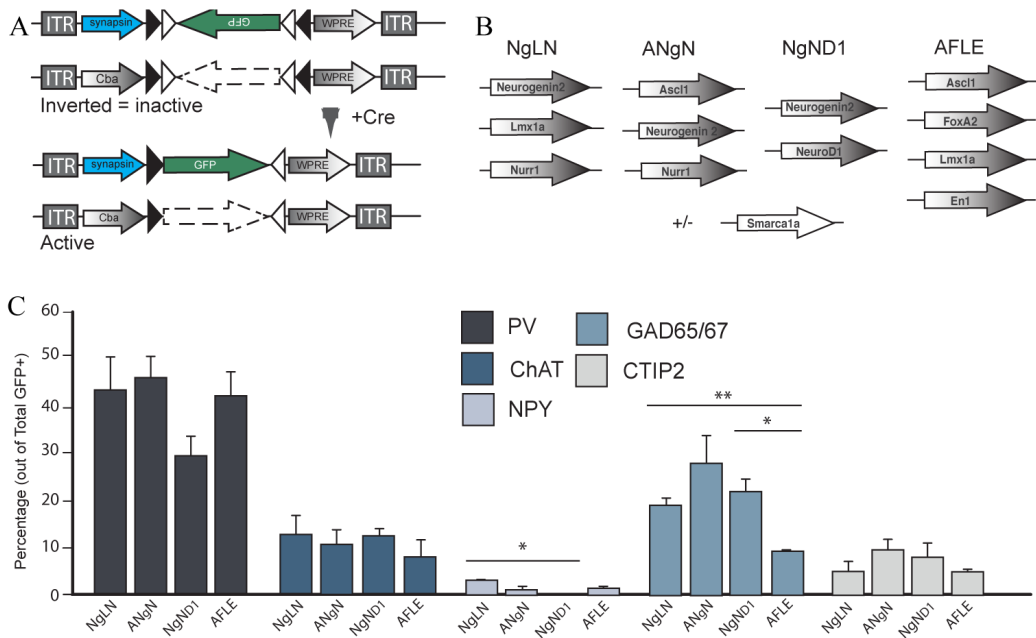 A
ITR synapsin GFP WPRE ITR
ITR Cba WPRE ITR
Inverted = inactive
+Cre
ITR synapsin GFP WPRE ITR
ITR Cba WPRE ITR
Active
B
NgLN ANgN NgND1 AFLE
Neurogenin2 Ascl1 Neurogenin2 Ascl1
Lmx1a Neurogenin 2 NeuroD1 FoxA2
Nurr1 Nurr1 Lmx1a
En1
+/- Smarca1a
C
Percentage (out of Total GFP+)
60
50
40
30
20
10
0
PV GAD65/67
ChAT CTIP2
NPY
*
**
*
NgLN ANgN NgND1 AFLE NgLN ANgN NgND1 AFLE NgLN ANgN NgND1 AFLE NgLN ANgN NgND1 AFLE NgLN ANgN NgND1 AFLE